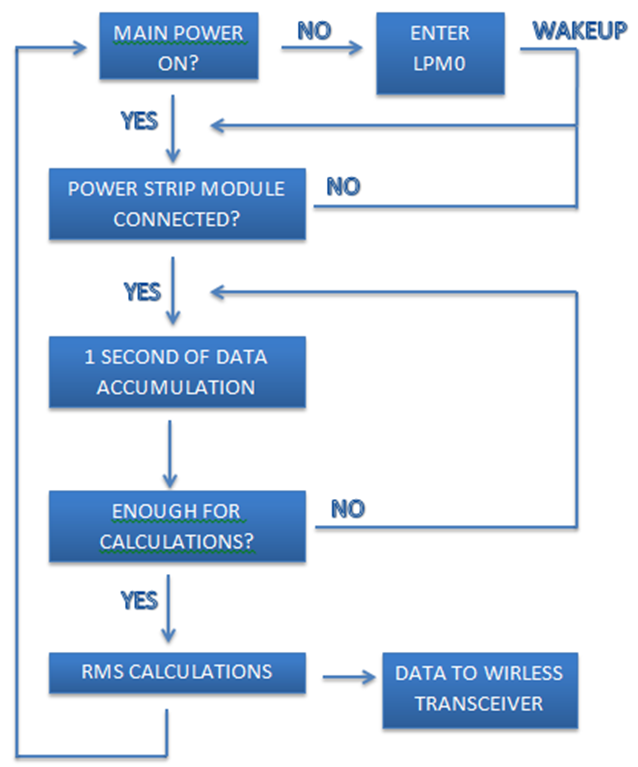 MAIN POWER
ON?
NO
ENTER
LPM0
WAKEUP
YES
POWER STRIP MODULE
CONNECTED?
NO
YES
1 SECOND OF DATA
ACCUMULATION
ENOUGH FOR
CALCULATIONS?
NO
YES
RMS CALCULATIONS
DATA TO WIRLESS
TRANSCEIVER